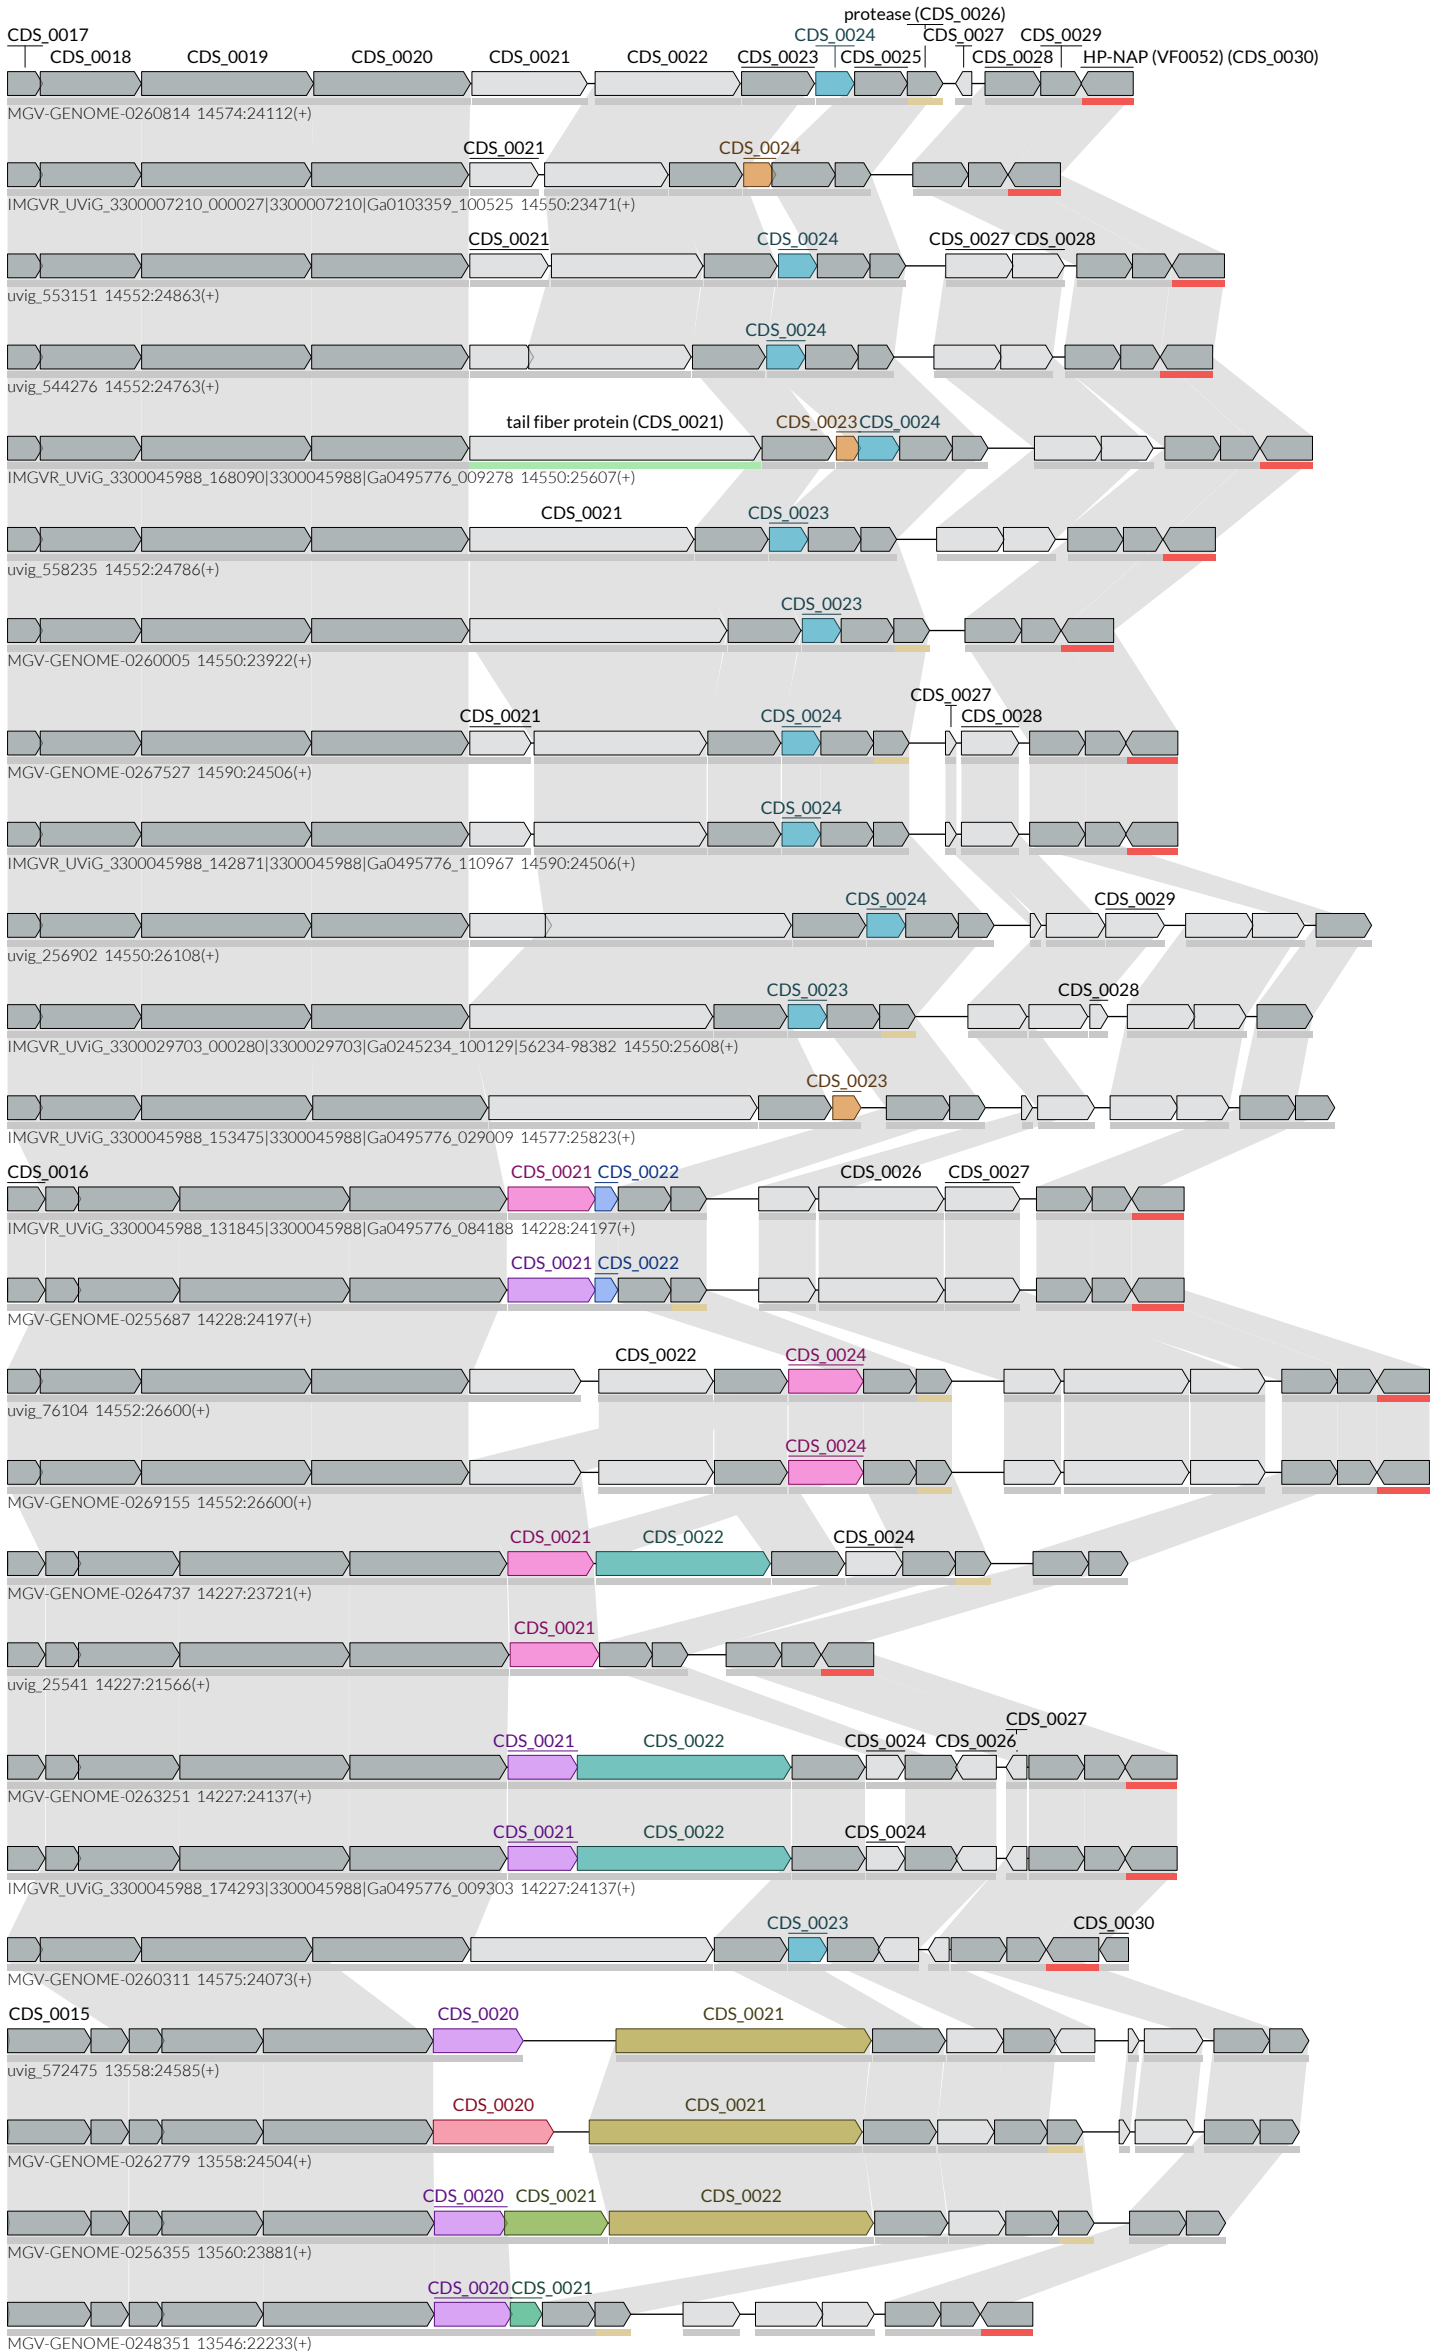 protease (CDS_0026)
CDS_0017 CDS_0024 CDS_0027 CDS_0029
CDS_0018 CDS_0019 CDS_0020 CDS_0021 CDS_0022 CDS_0023 CDS_0025 CDS_0028 HP-NAP (VF0052) (CDS_0030)
MGV-GENOME-0260814 14574:24112(+)
CDS_0021 CDS_0024
IMGVR_UViG_3300007210_000027|3300007210|Ga0103359_100525 14550:23471(+)
CDS_0021 CDS_0024 CDS_0027 CDS_0028
uvig_553151 14552:24863(+)
CDS_0024
uvig_544276 14552:24763(+)
tail fiber protein (CDS_0021) CDS_0023 CDS_0024
IMGVR_UViG_3300045988_168090|3300045988|Ga0495776_009278 14550:25607(+)
CDS_0021 CDS_0023
uvig_558235 14552:24786(+)
CDS_0023
MGV-GENOME-0260005 14550:23922(+)
CDS_0027
CDS_0021 CDS_0024 CDS_0028
MGV-GENOME-0267527 14590:24506(+)
CDS_0024
IMGVR_UViG_3300045988_142871|3300045988|Ga0495776_110967 14590:24506(+)
CDS_0024 CDS_0029
uvig_256902 14550:26108(+)
CDS_0023 CDS_0028
IMGVR_UViG_3300029703_000280|3300029703|Ga0245234_100129|56234-98382 14550:25608(+)
CDS_0023
IMGVR_UViG_3300045988_153475|3300045988|Ga0495776_029009 14577:25823(+)
CDS_0016 CDS_0021 CDS_0022 CDS_0026 CDS_0027
IMGVR_UViG_3300045988_131845|3300045988|Ga0495776_084188 14228:24197(+)
CDS_0021 CDS_0022
MGV-GENOME-0255687 14228:24197(+)
CDS_0022 CDS_0024
uvig_76104 14552:26600(+)
CDS_0024
MGV-GENOME-0269155 14552:26600(+)
CDS_0021 CDS_0022 CDS_0024
MGV-GENOME-0264737 14227:23721(+)
CDS_0021
uvig_25541 14227:21566(+)
CDS_0027
CDS_0021 CDS_0022 CDS_0024 CDS_0026
MGV-GENOME-0263251 14227:24137(+)
CDS_0021 CDS_0022 CDS_0024
IMGVR_UViG_3300045988_174293|3300045988|Ga0495776_009303 14227:24137(+)
CDS_0023 CDS_0030
MGV-GENOME-0260311 14575:24073(+)
CDS_0015 CDS_0020 CDS_0021
uvig_572475 13558:24585(+)
CDS_0020 CDS_0021
MGV-GENOME-0262779 13558:24504(+)
CDS_0020 CDS_0021 CDS_0022
MGV-GENOME-0256355 13560:23881(+)
CDS_0020 CDS_0021
MGV-GENOME-0248351 13546:22233(+)